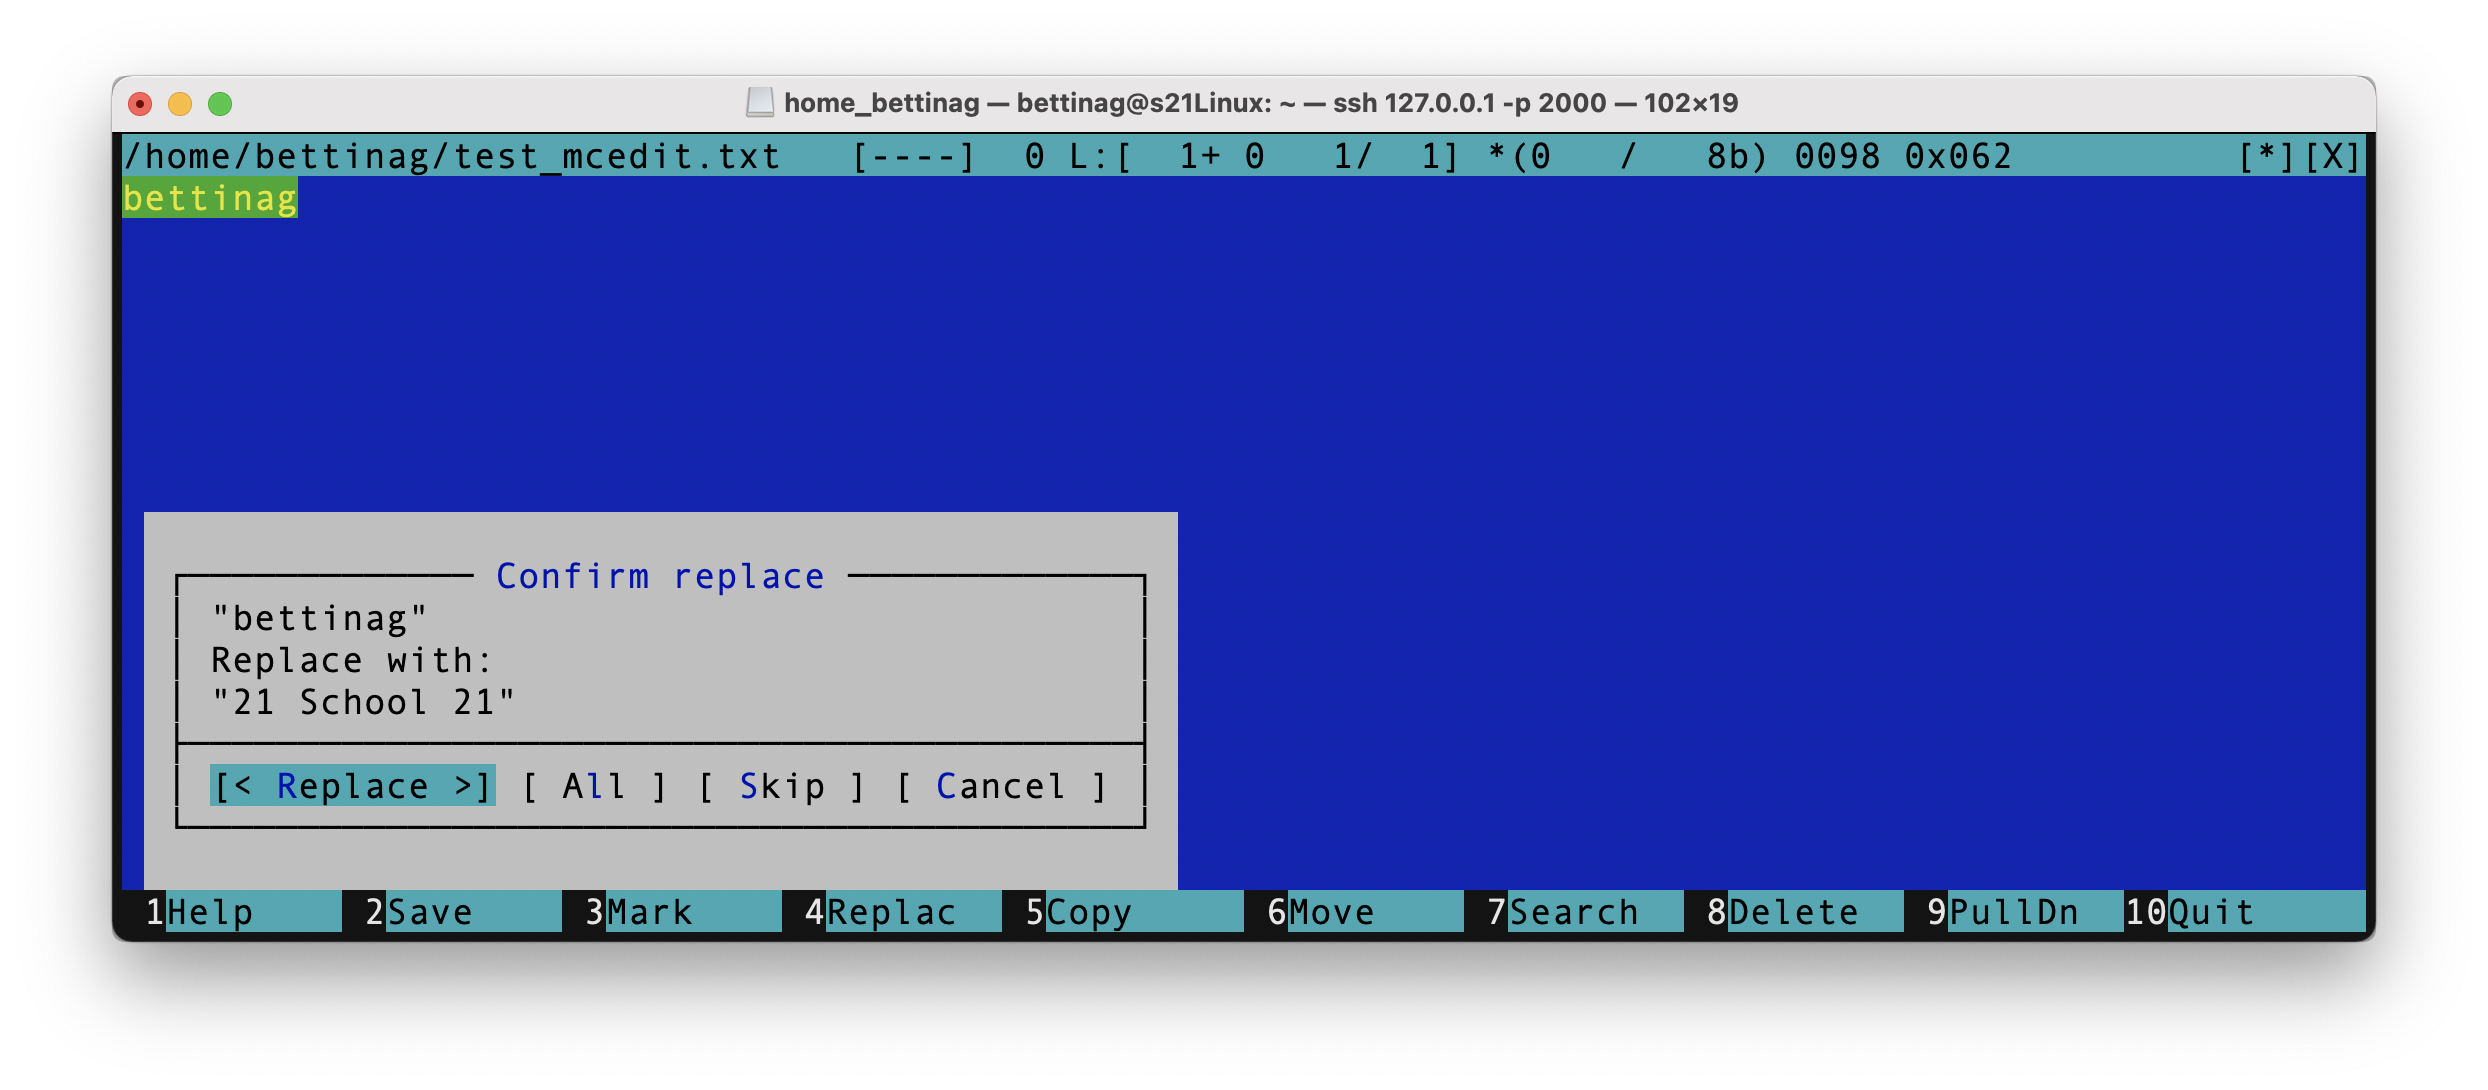 home_bettinag — bettinag@s21Linux: ~ — ssh 127.0.0.1 -p 2000 — 102×19
/home/bettinag/test_mcedit.txt   [----]  0 L:[  1+ 0   1/  1] *(0   /   8b) 0098 0x062          [*][X]
bettinag
Confirm replace
"bettinag"
Replace with:
"21 School 21"
[< Replace >] [ All ] [ Skip ] [ Cancel ]
1Help 2Save 3Mark 4Replac 5Copy 6Move 7Search 8Delete 9PullDn 10Quit